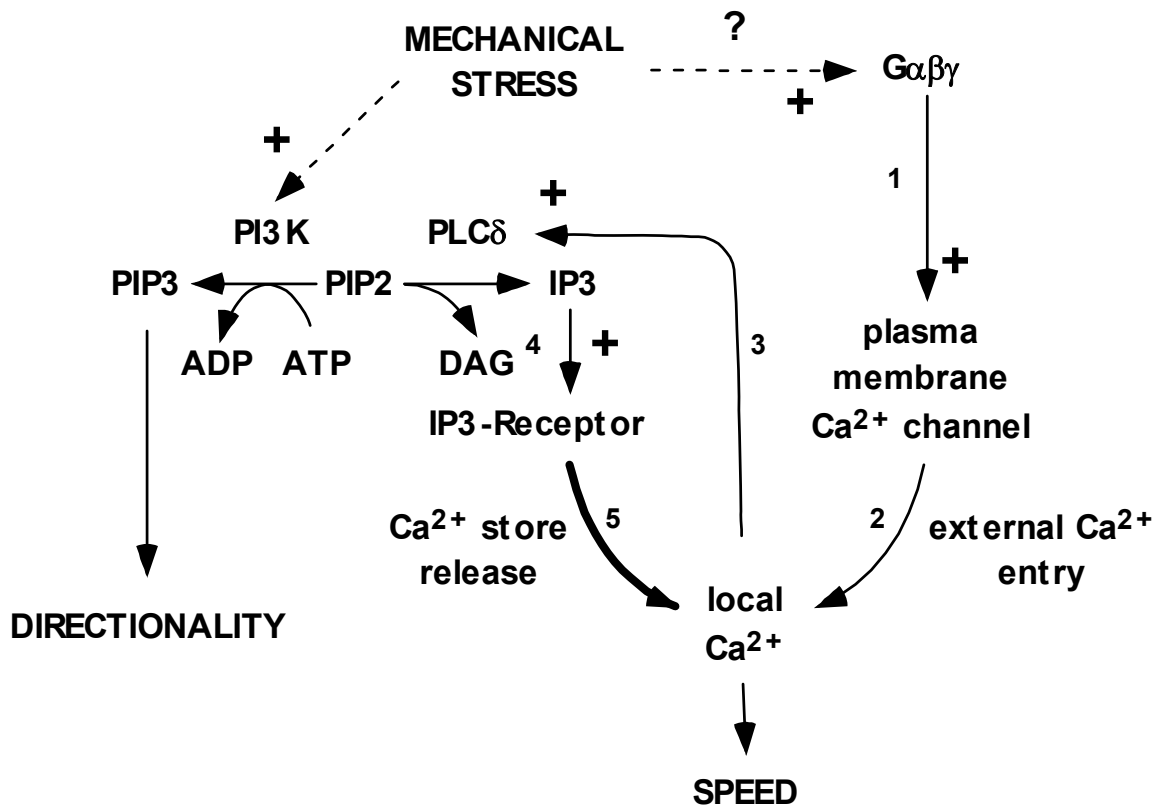 MECHANICAL
STRESS
?
+
Gαβγ
+
1
PI3K
PLCδ
+
+
PIP3
PIP2
IP3
ADP
ATP
DAG
4
+
3
plasma
membrane
Ca²⁺ channel
IP3-Receptor
Ca²⁺ store
release
5
2
external Ca²⁺
entry
local
Ca²⁺
DIRECTIONALITY
SPEED